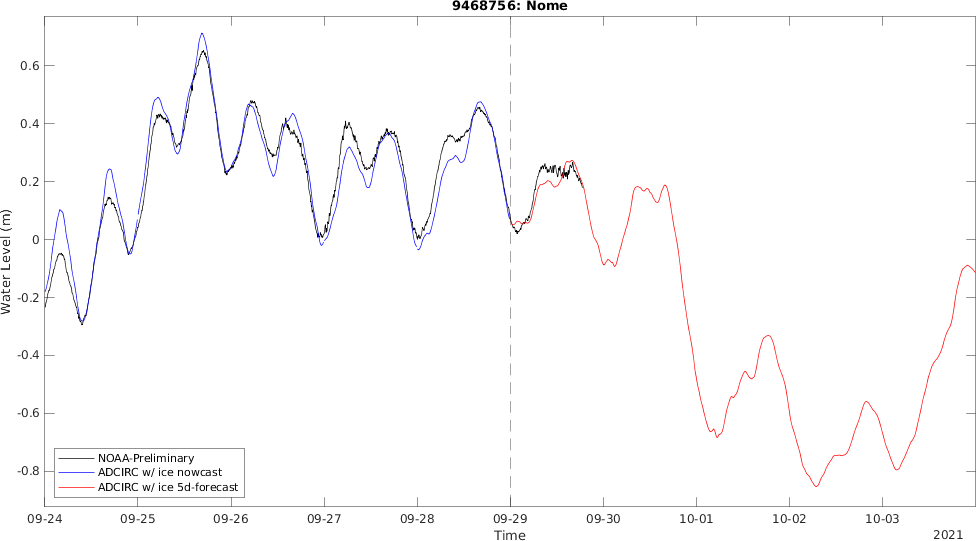 9468756: Nome
Water Level (m)
0.6
0.4
0.2
0
-0.2
-0.4
-0.6
-0.8
NOAA-Preliminary
ADCIRC w/ ice nowcast
ADCIRC w/ ice 5d-forecast
09-24 09-25 09-26 09-27 09-28 09-29 09-30 10-01 10-02 10-03
Time
2021